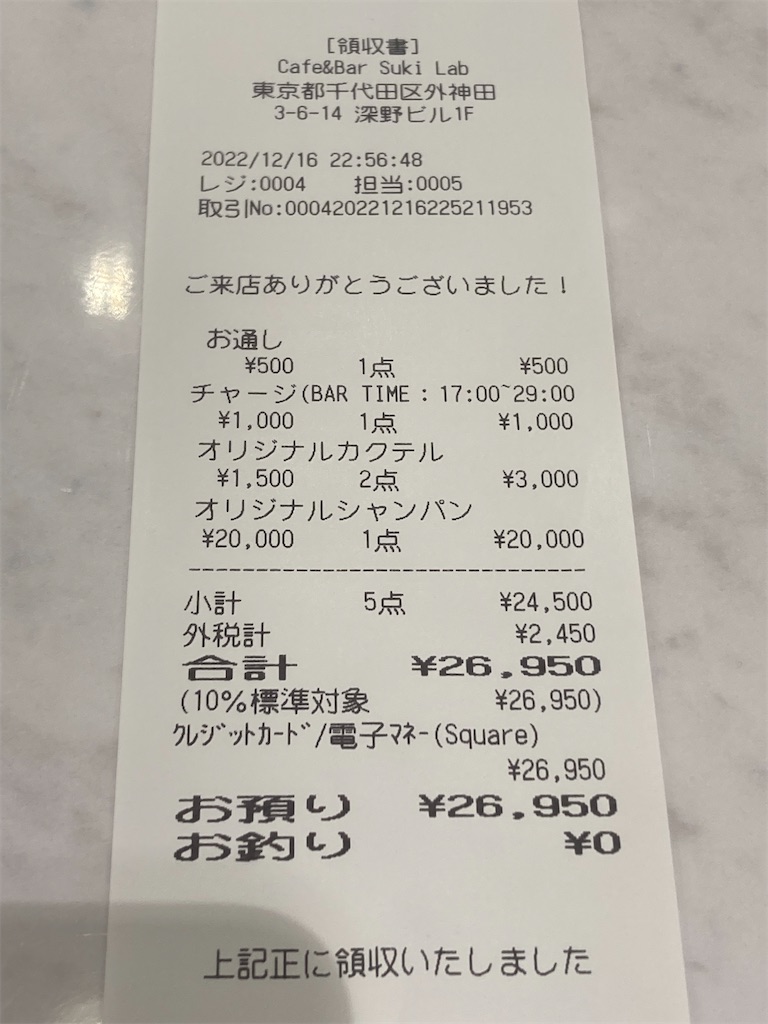 [領収書]
Cafe&Bar Suki Lab
東京都千代田区外神田
3-6-14 深野ビル1F
2022/12/16 22:56:48
レジ:0004 担当:0005
取引No:000420221216225211953
ご来店ありがとうございました！
お通し
¥500 1点 ¥500
チャージ(BAR TIME : 17:00~29:00
¥1,000 1点 ¥1,000
オリジナルカクテル
¥1,500 2点 ¥3,000
オリジナルシャンパン
¥20,000 1点 ¥20,000
小計 5点 ¥24,500
外税計 ¥2,450
合計 ¥26,950
(10%標準対象 ¥26,950)
ｸﾚｼﾞｯﾄｶｰﾄﾞ/電子ﾏﾈｰ(Square)
¥26,950
お預り ¥26,950
お釣り ¥0
上記正に領収いたしました